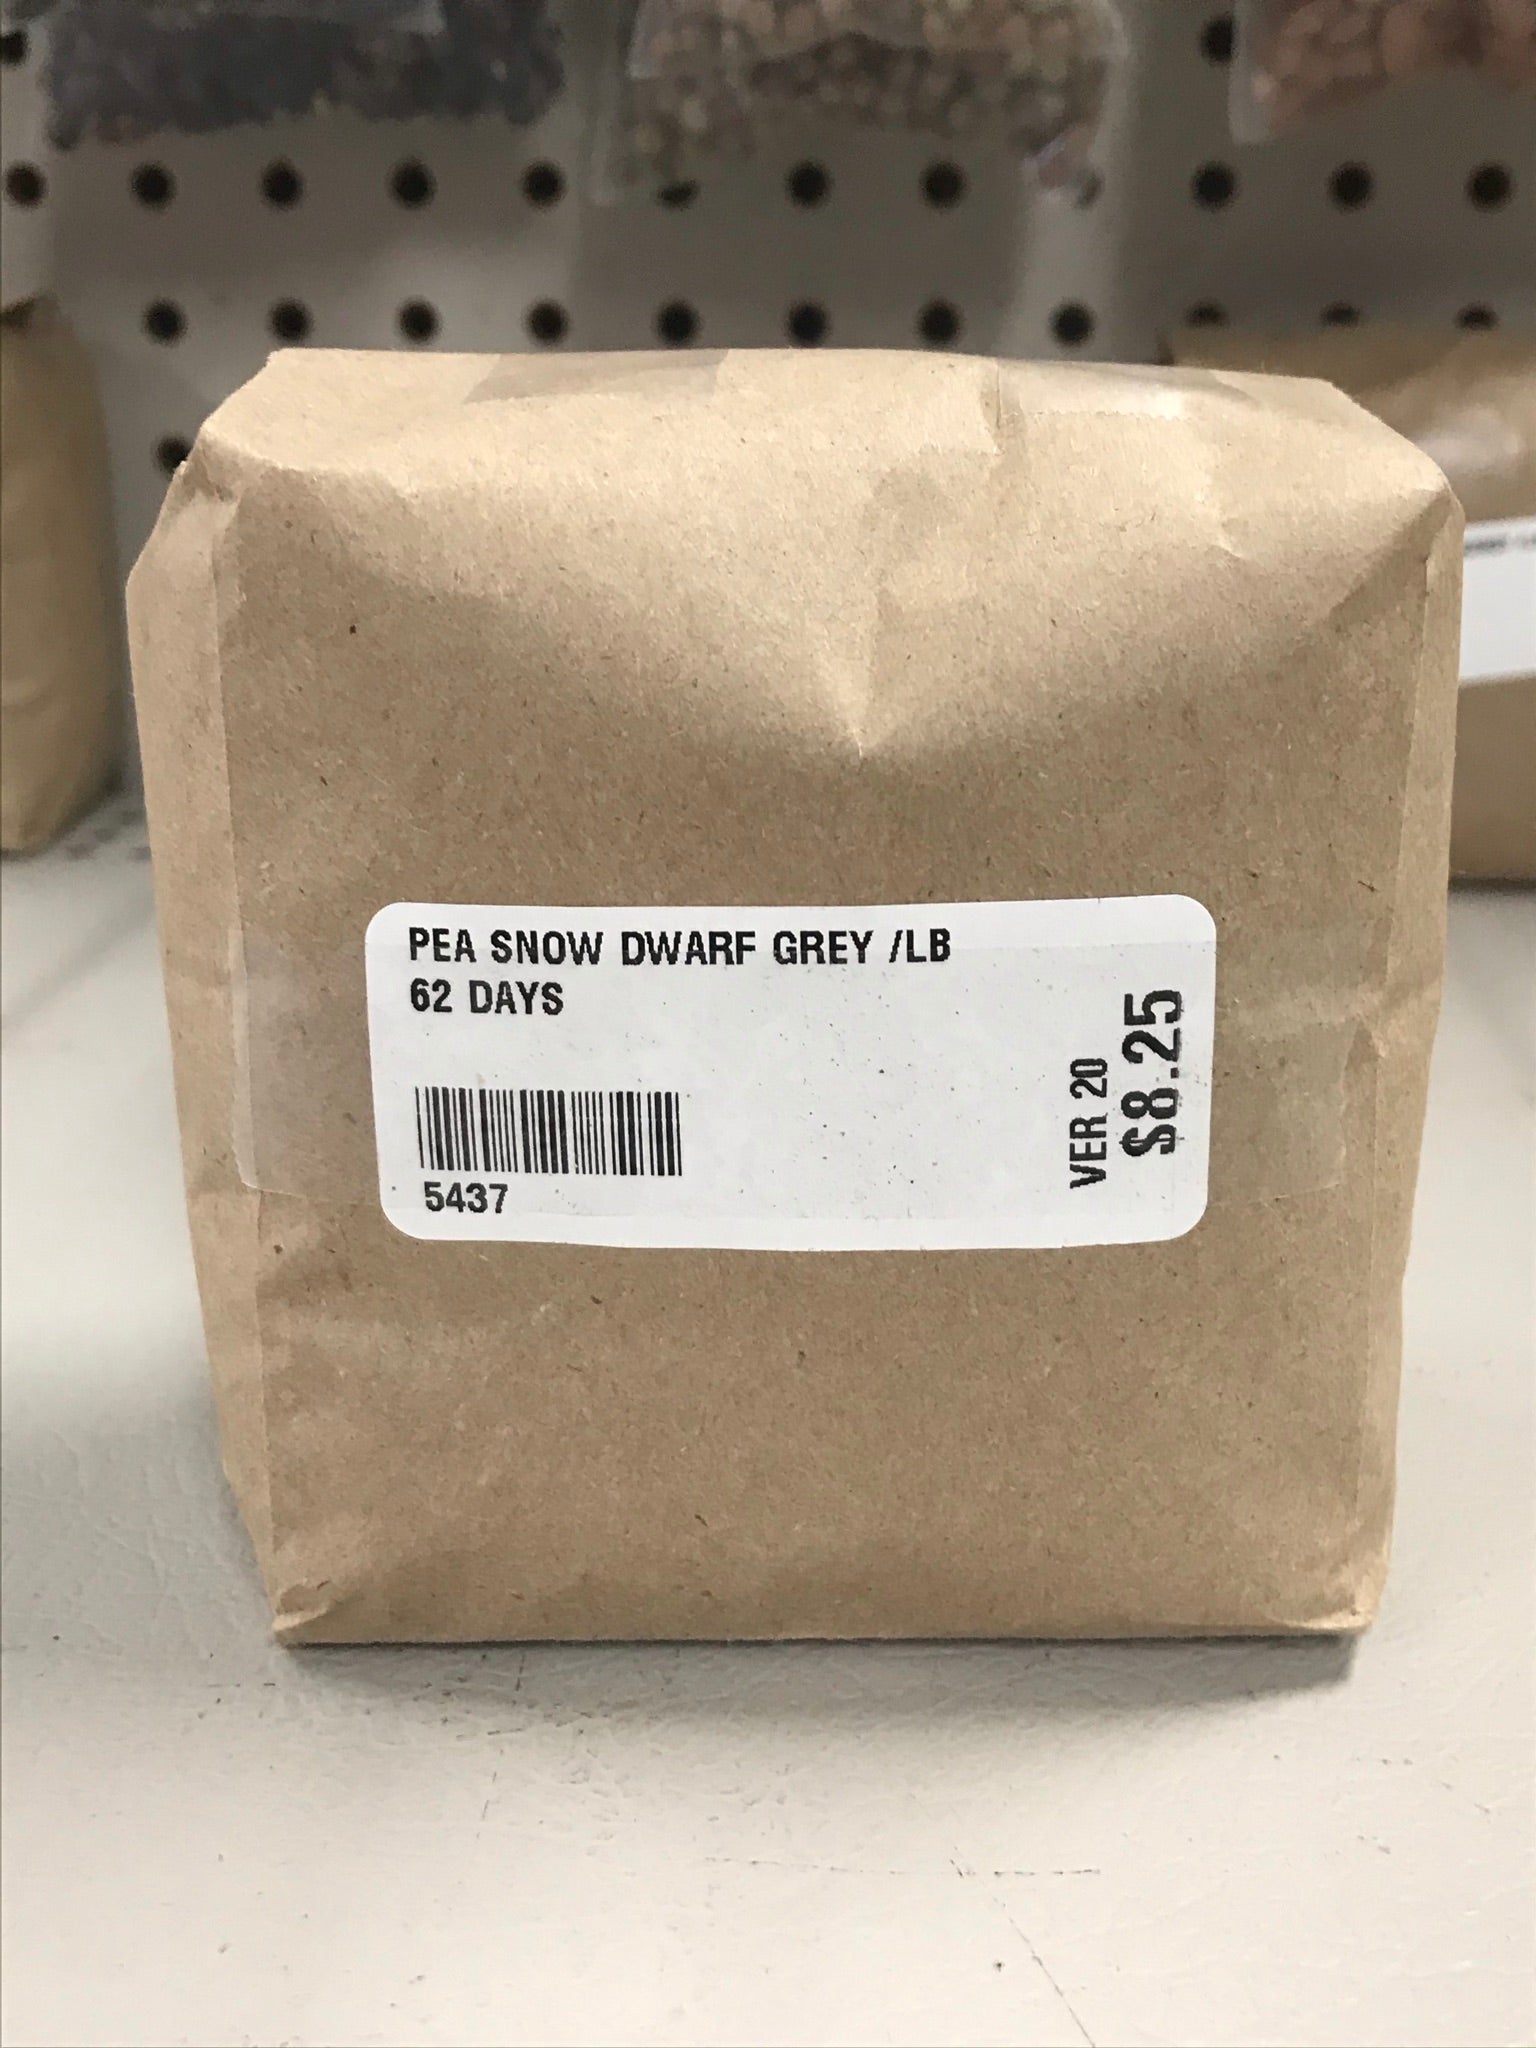 PEA SNOW DWARF GREY /LB
62 DAYS
5437
VER 20
$8.25